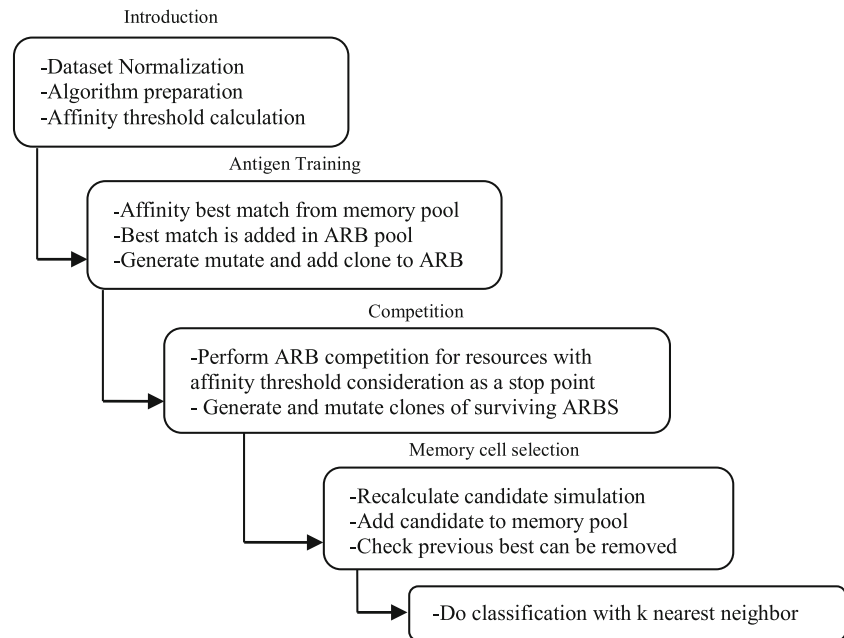 Introduction
-Dataset Normalization
-Algorithm preparation
-Affinity threshold calculation
Antigen Training
-Affinity best match from memory pool
-Best match is added in ARB pool
-Generate mutate and add clone to ARB
Competition
-Perform ARB competition for resources with
affinity threshold consideration as a stop point
- Generate and mutate clones of surviving ARBS
Memory cell selection
-Recalculate candidate simulation
-Add candidate to memory pool
-Check previous best can be removed
-Do classification with k nearest neighbor